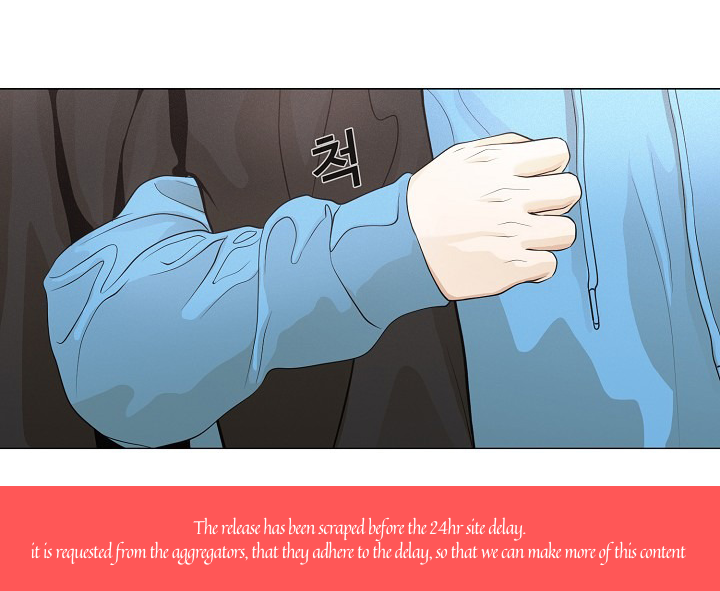 척
The release has been scraped before the 24hr site delay.
it is requested from the aggregators, that they adhere to the delay, so that we can make more of this content